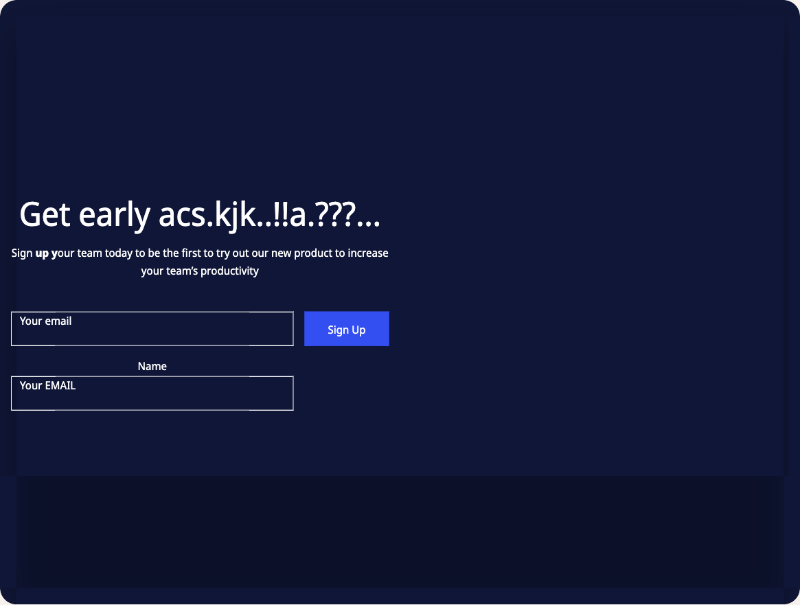 Get early acs.kjk..!!a.???...
Sign up your team today to be the first to try out our new product to increase
your team's productivity
Your email
Sign Up
Name
Your EMAIL